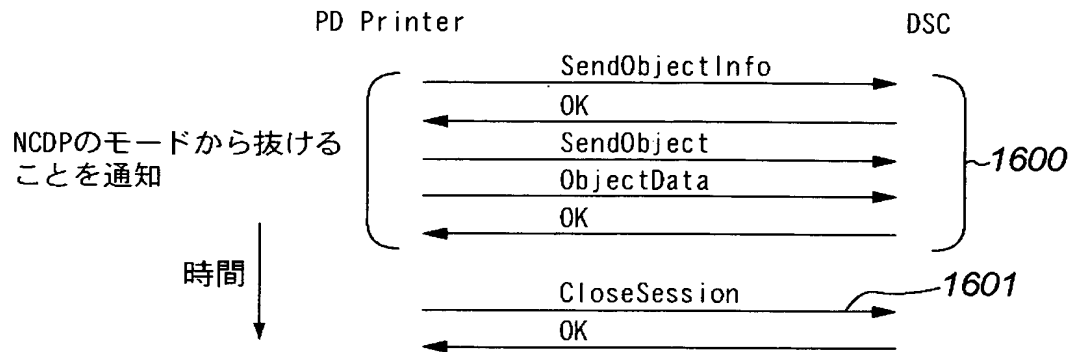 PD Printer DSC
SendObjectInfo
OK
SendObject
ObjectData
OK
NCDPのモードから抜ける
ことを通知
1600
時間
CloseSession
1601
OK